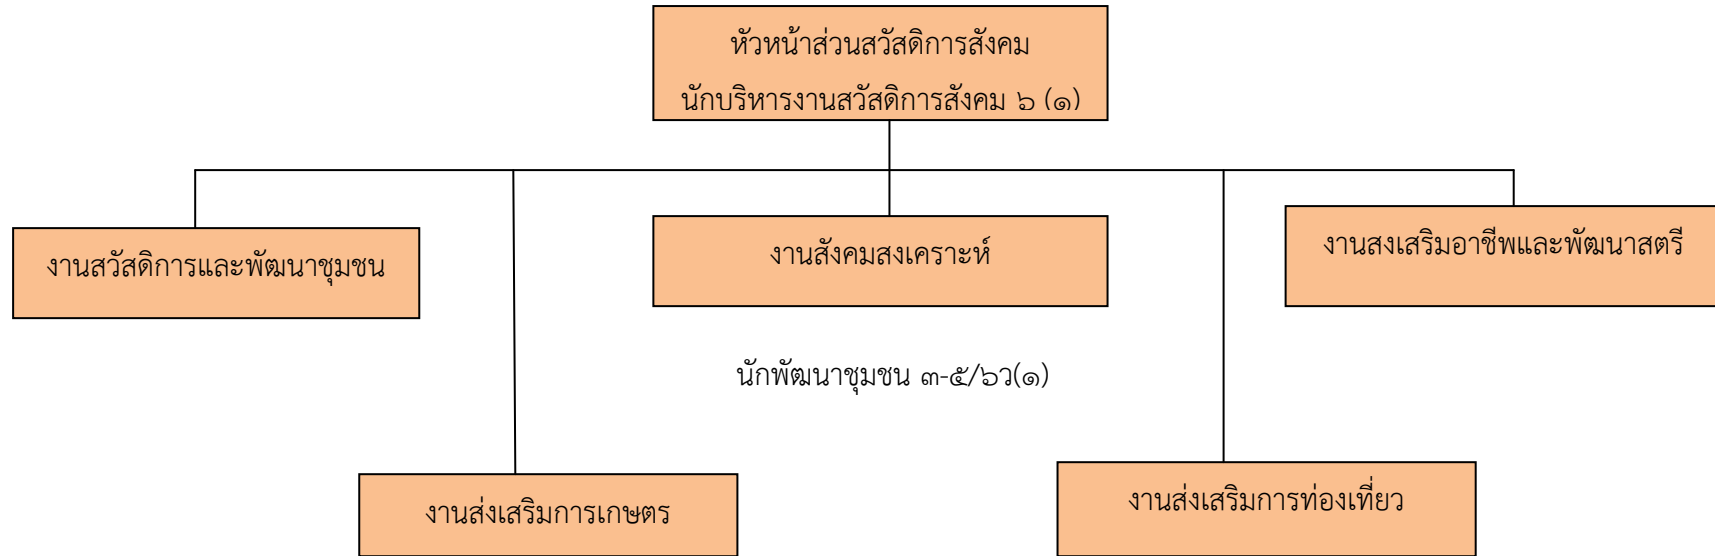 หัวหน้าส่วนสวัสดิการสังคม
นักบริหารงานสวัสดิการสังคม ๖ (๑)
งานสวัสดิการและพัฒนาชุมชน
งานสังคมสงเคราะห์
งานสงเสริมอาชีพและพัฒนาสตรี
นักพัฒนาชุมชน ๓-๕/๖ว(๑)
งานส่งเสริมการเกษตร
งานส่งเสริมการท่องเที่ยว